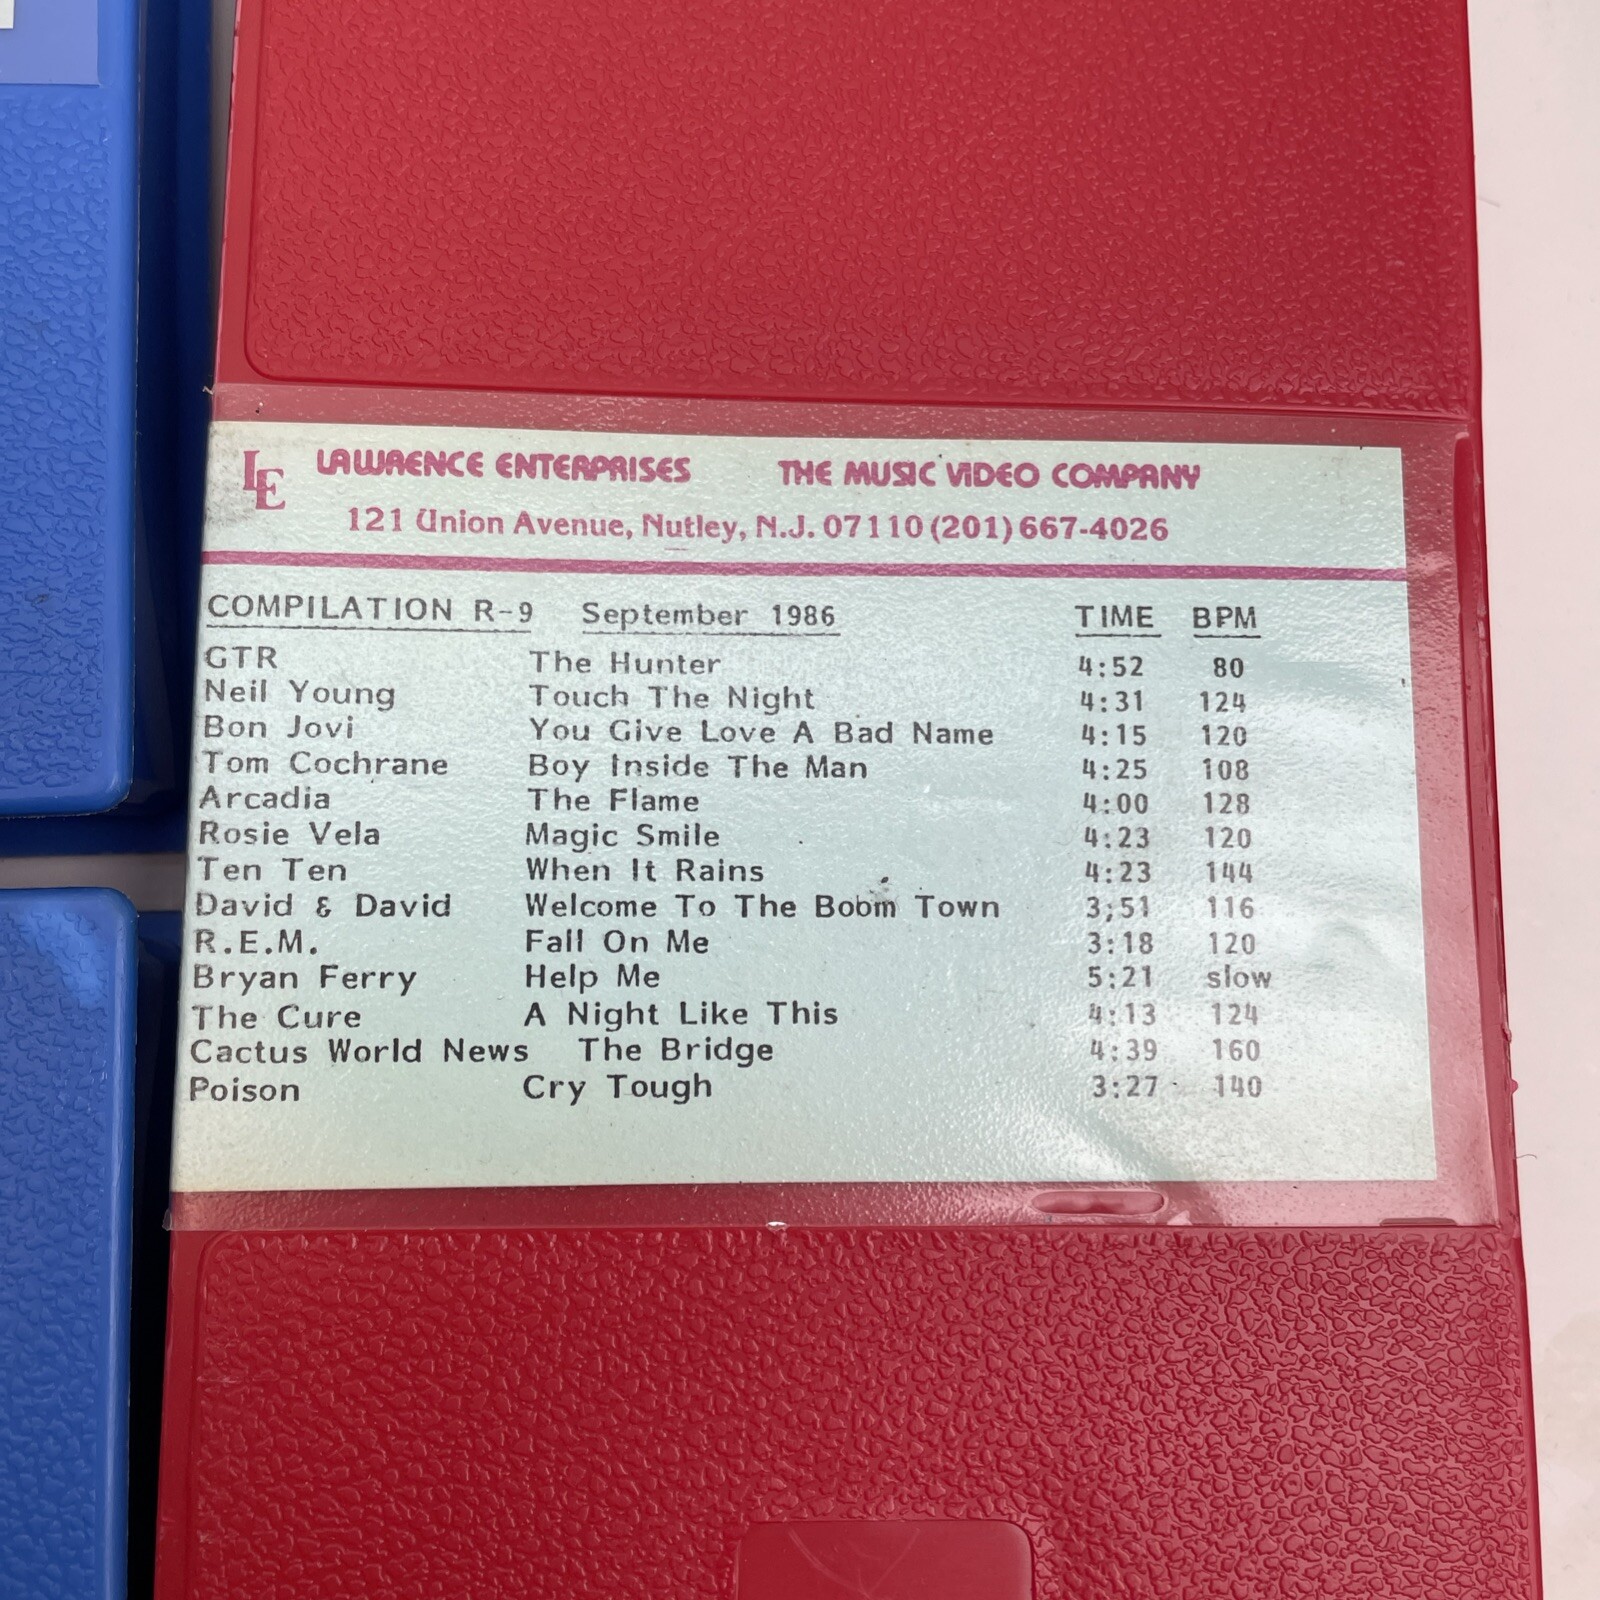 LE LAWRENCE ENTERPRISES THE MUSIC VIDEO COMPANY
121 Union Avenue, Nutley, N.J. 07110 (201) 667-4026
COMPILATION R-9 September 1986 TIME BPM
GTR The Hunter 4:52 80
Neil Young Touch The Night 4:31 124
Bon Jovi You Give Love A Bad Name 4:15 120
Tom Cochrane Boy Inside The Man 4:25 108
Arcadia The Flame 4:00 128
Rosie Vela Magic Smile 4:23 120
Ten Ten When It Rains 4:23 144
David & David Welcome To The Boom Town 3;51 116
R.E.M. Fall On Me 3:18 120
Bryan Ferry Help Me 5:21 slow
The Cure A Night Like This 4:13 124
Cactus World News The Bridge 4:39 160
Poison Cry Tough 3:27 140